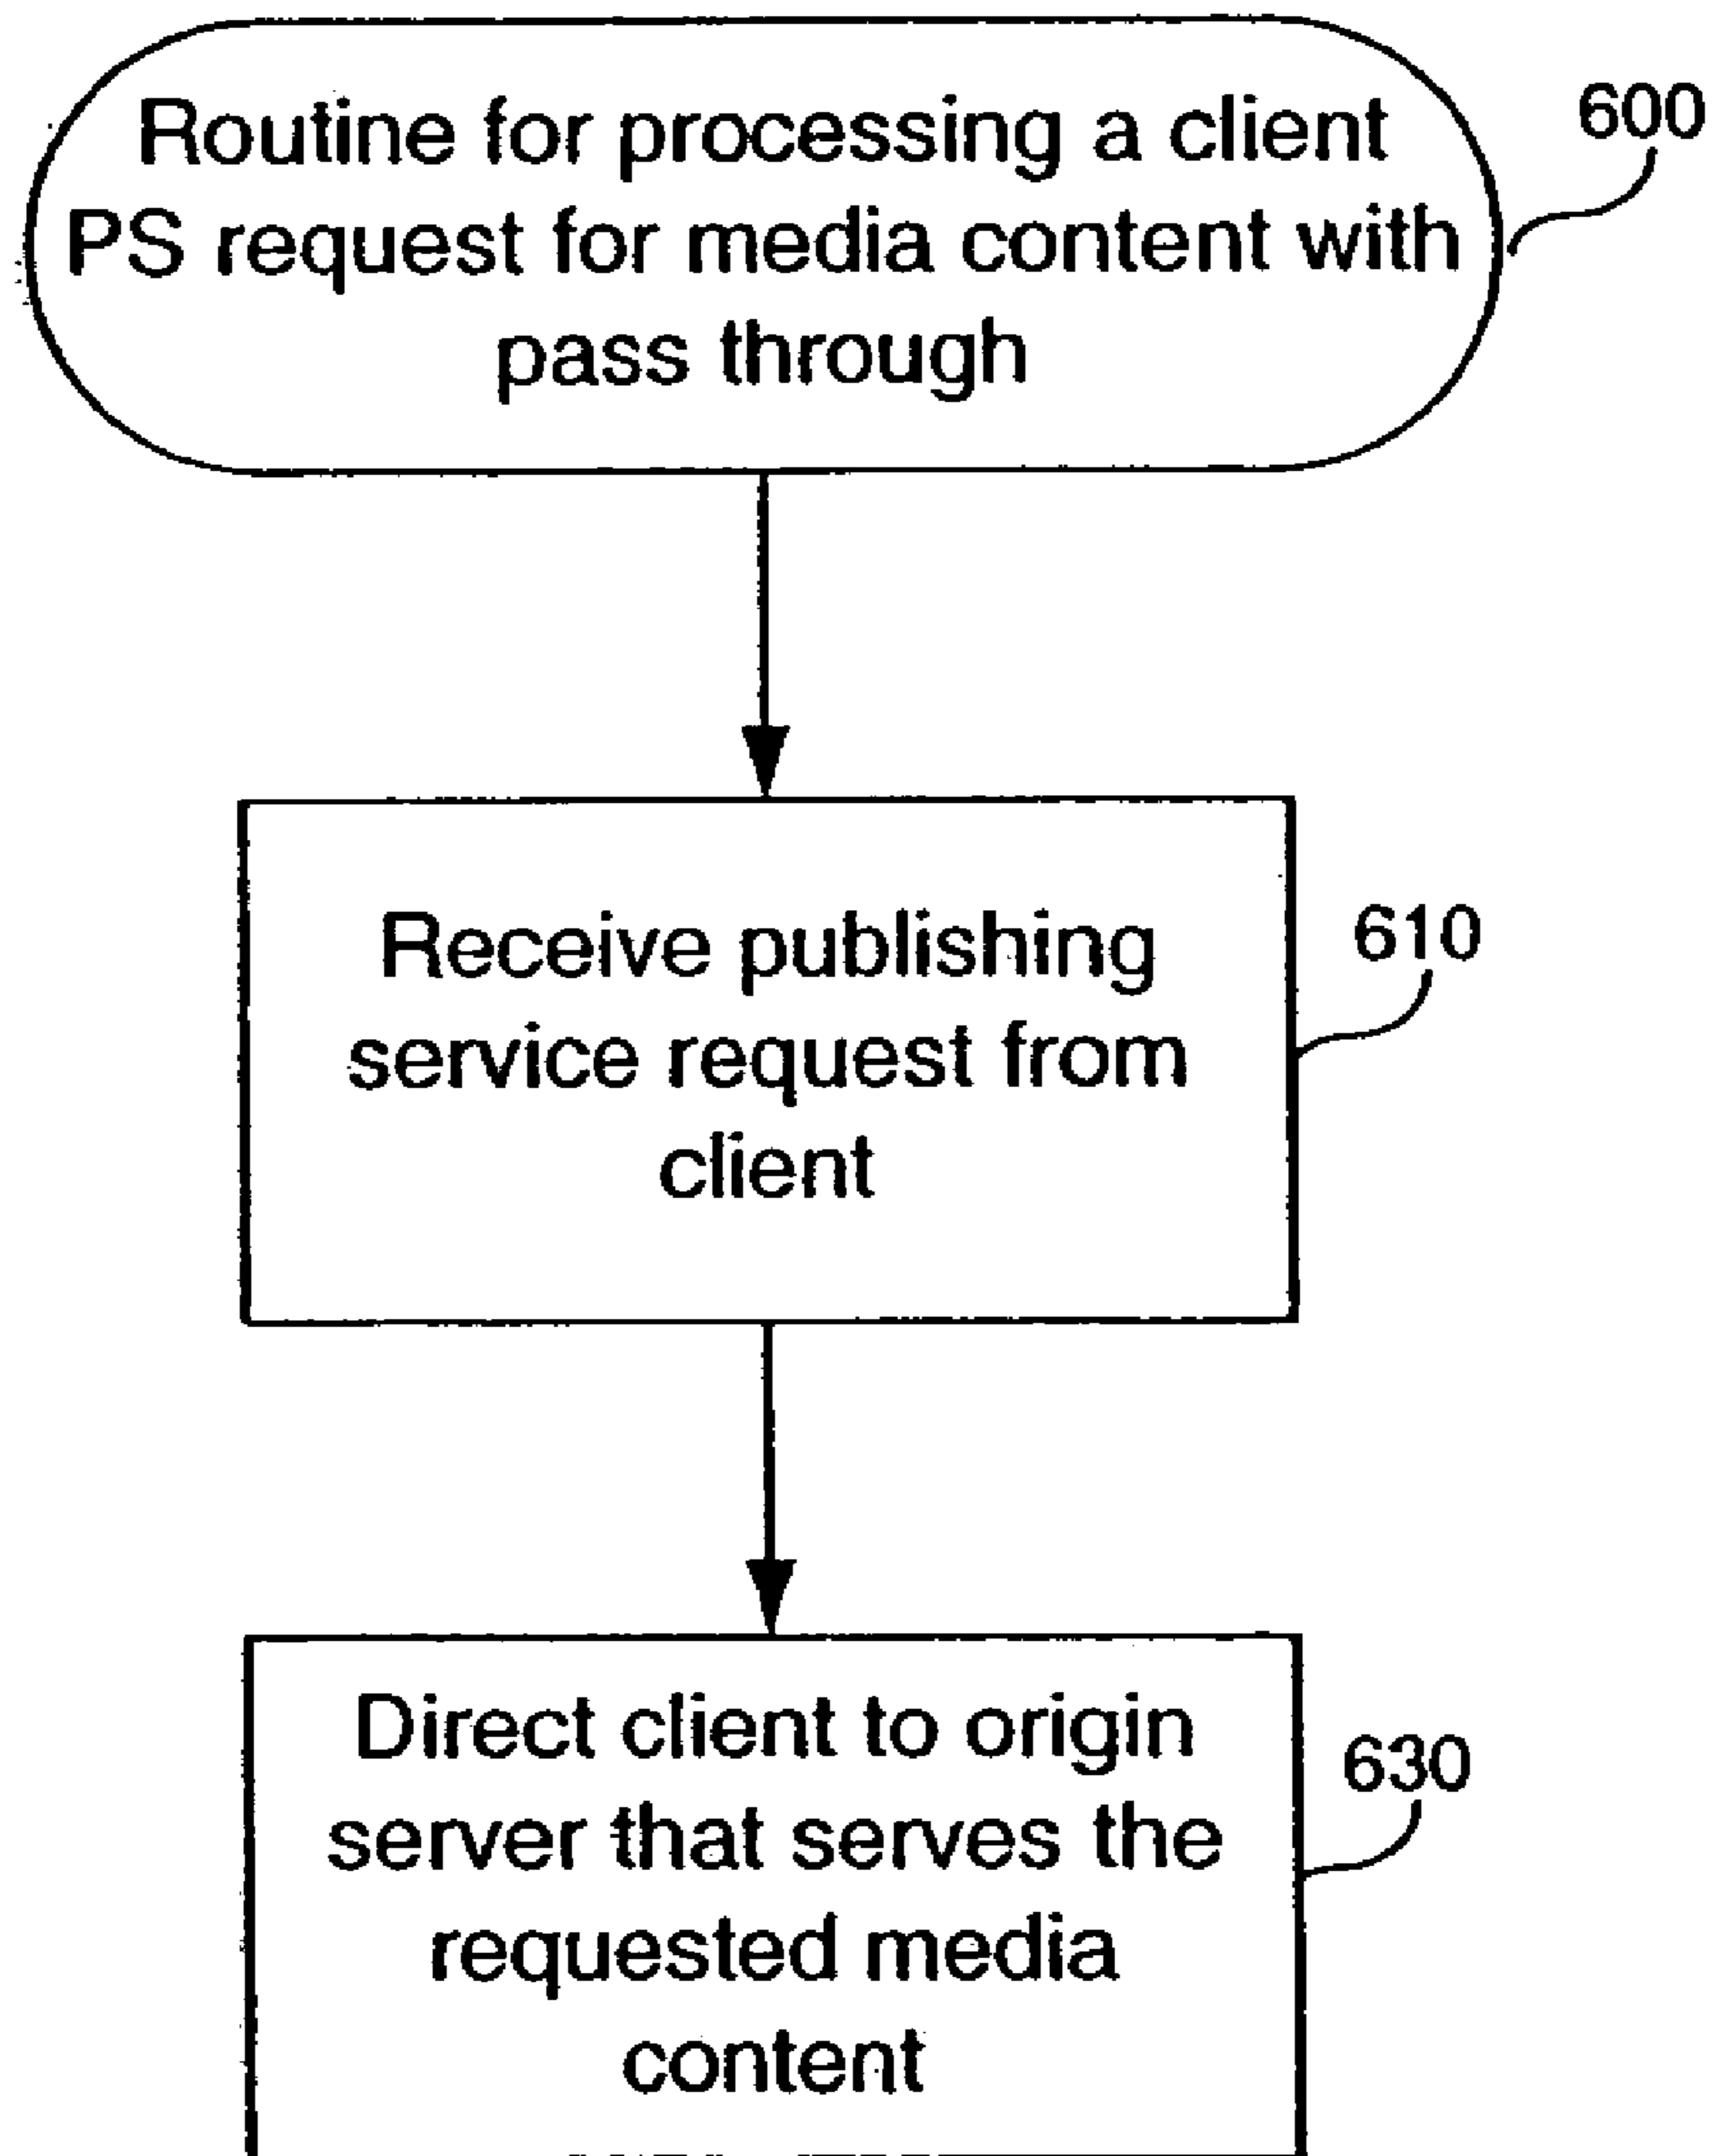 Routine for processing a client
PS request for media content with
pass through
600
Receive publishing
service request from
client
610
Direct client to origin
server that serves the
requested media
content
630